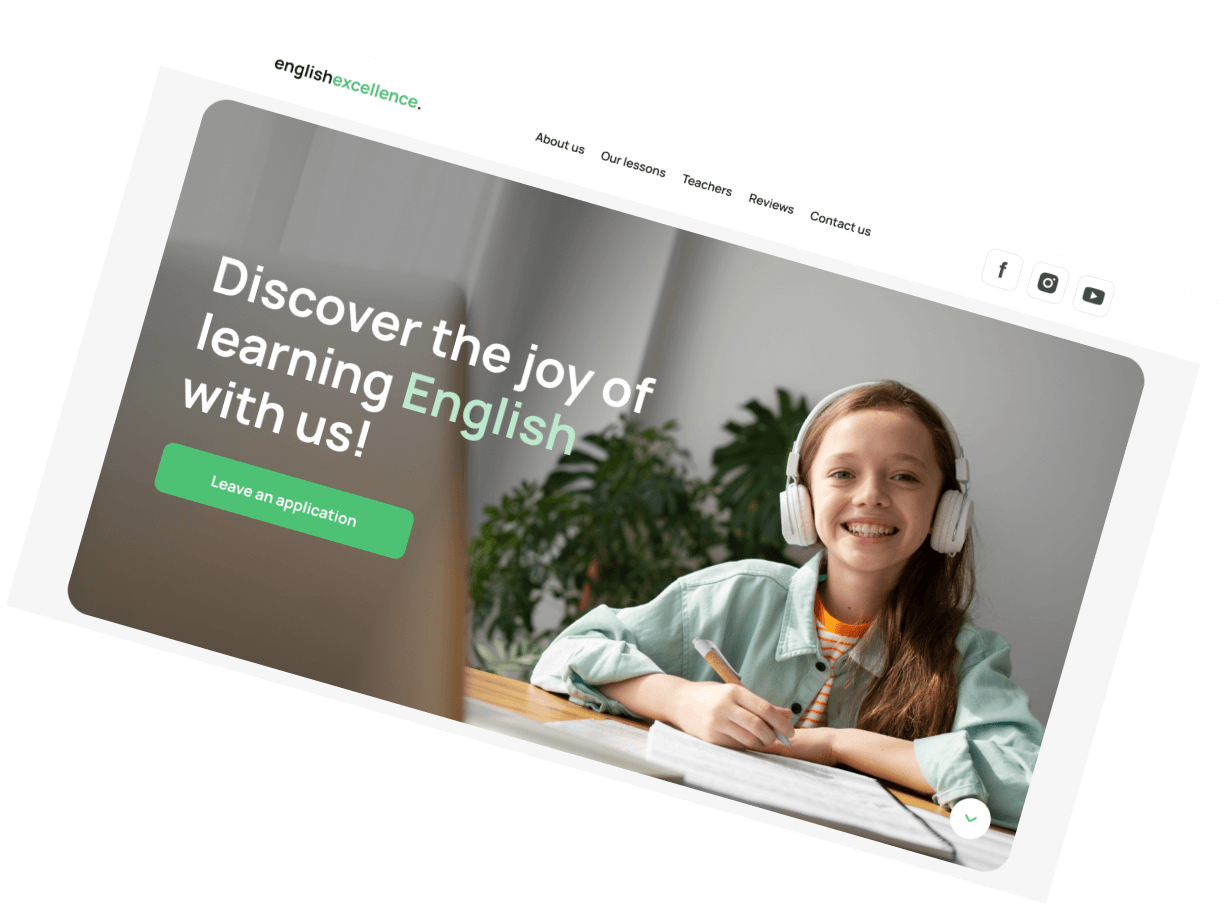 englishexcellence.
About us Our lessons Teachers Reviews Contact us
Discover the joy of
learning English
with us!
Leave an application